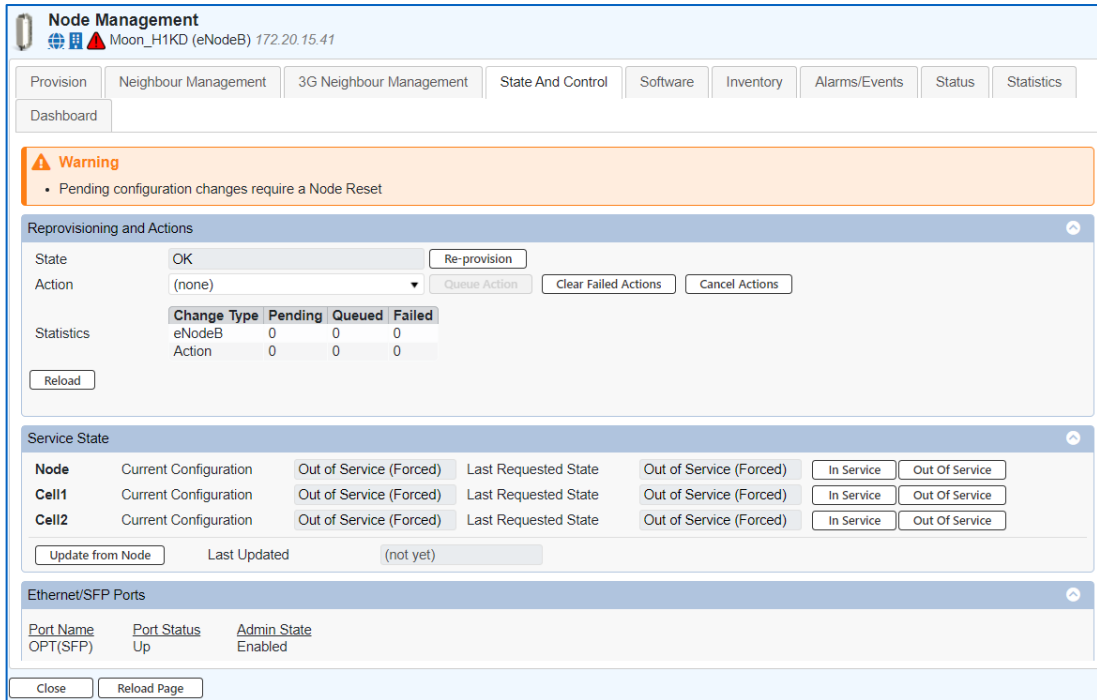 Node Management
Moon_H1KD (eNodeB) 172.20.15.41
Provision Neighbour Management 3G Neighbour Management State And Control Software Inventory Alarms/Events Status Statistics
Dashboard
Warning
• Pending configuration changes require a Node Reset
Reprovisioning and Actions
State OK Re-provision
Action (none) Queue Action Clear Failed Actions Cancel Actions
Change Type Pending Queued Failed
Statistics eNodeB 0 0 0
Action 0 0 0
Reload
Service State
Node Current Configuration Out of Service (Forced) Last Requested State Out of Service (Forced) In Service Out Of Service
Cell1 Current Configuration Out of Service (Forced) Last Requested State Out of Service (Forced) In Service Out Of Service
Cell2 Current Configuration Out of Service (Forced) Last Requested State Out of Service (Forced) In Service Out Of Service
Update from Node Last Updated (not yet)
Ethernet/SFP Ports
Port Name Port Status Admin State
OPT(SFP) Up Enabled
Close Reload Page